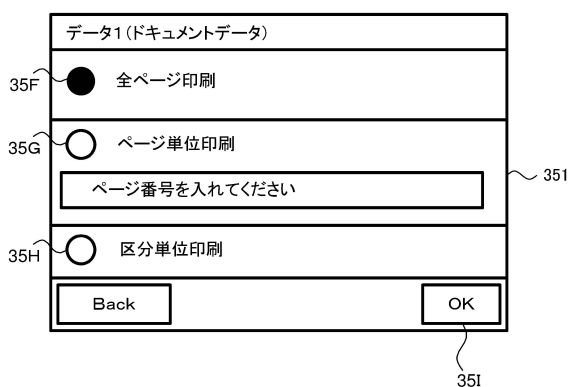 データ1(ドキュメントデータ)
35F
全ページ印刷
35G
ページ単位印刷
ページ番号を入れてください
351
35H
区分単位印刷
Back
OK
35I